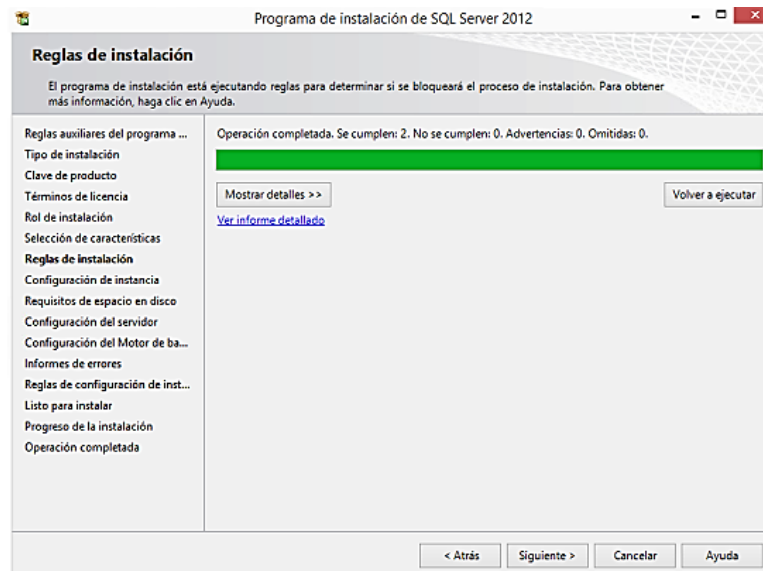 Programa de instalación de SQL Server 2012
Reglas de instalación
El programa de instalación está ejecutando reglas para determinar si se bloqueará el proceso de instalación. Para obtener
más información, haga clic en Ayuda.
Reglas auxiliares del programa ...
Tipo de instalación
Clave de producto
Términos de licencia
Rol de instalación
Selección de características
Reglas de instalación
Configuración de instancia
Requisitos de espacio en disco
Configuración del servidor
Configuración del Motor de ba...
Informes de errores
Reglas de configuración de inst...
Listo para instalar
Progreso de la instalación
Operación completada
Operación completada. Se cumplen: 2. No se cumplen: 0. Advertencias: 0. Omitidas: 0.
Mostrar detalles >>
Volver a ejecutar
Ver informe detallado
< Atrás
Siguiente >
Cancelar
Ayuda